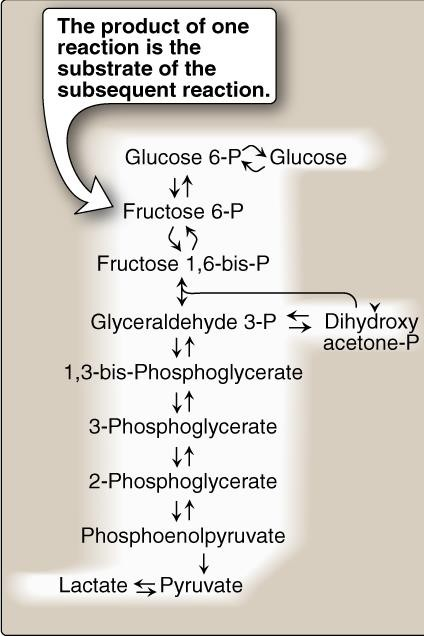 The product of one
reaction is the
substrate of the
subsequent reaction.
Glucose 6-P Glucose
Fructose 6-P
Fructose 1,6-bis-P
Glyceraldehyde 3-P Dihydroxy
acetone-P
1,3-bis-Phosphoglycerate
3-Phosphoglycerate
2-Phosphoglycerate
Phosphoenolpyruvate
Lactate Pyruvate